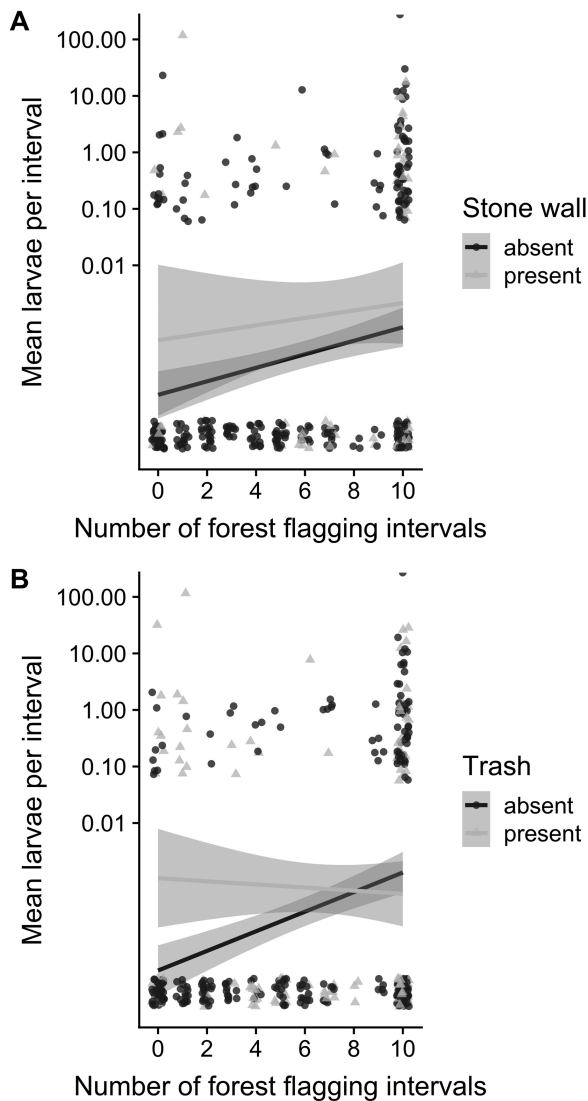 A
100.00
10.00
1.00
0.10
0.01
Mean larvae per interval
0 2 4 6 8 10
Number of forest flagging intervals
Stone wall
absent
present
B
100.00
10.00
1.00
0.10
0.01
Mean larvae per interval
0 2 4 6 8 10
Number of forest flagging intervals
Trash
absent
present